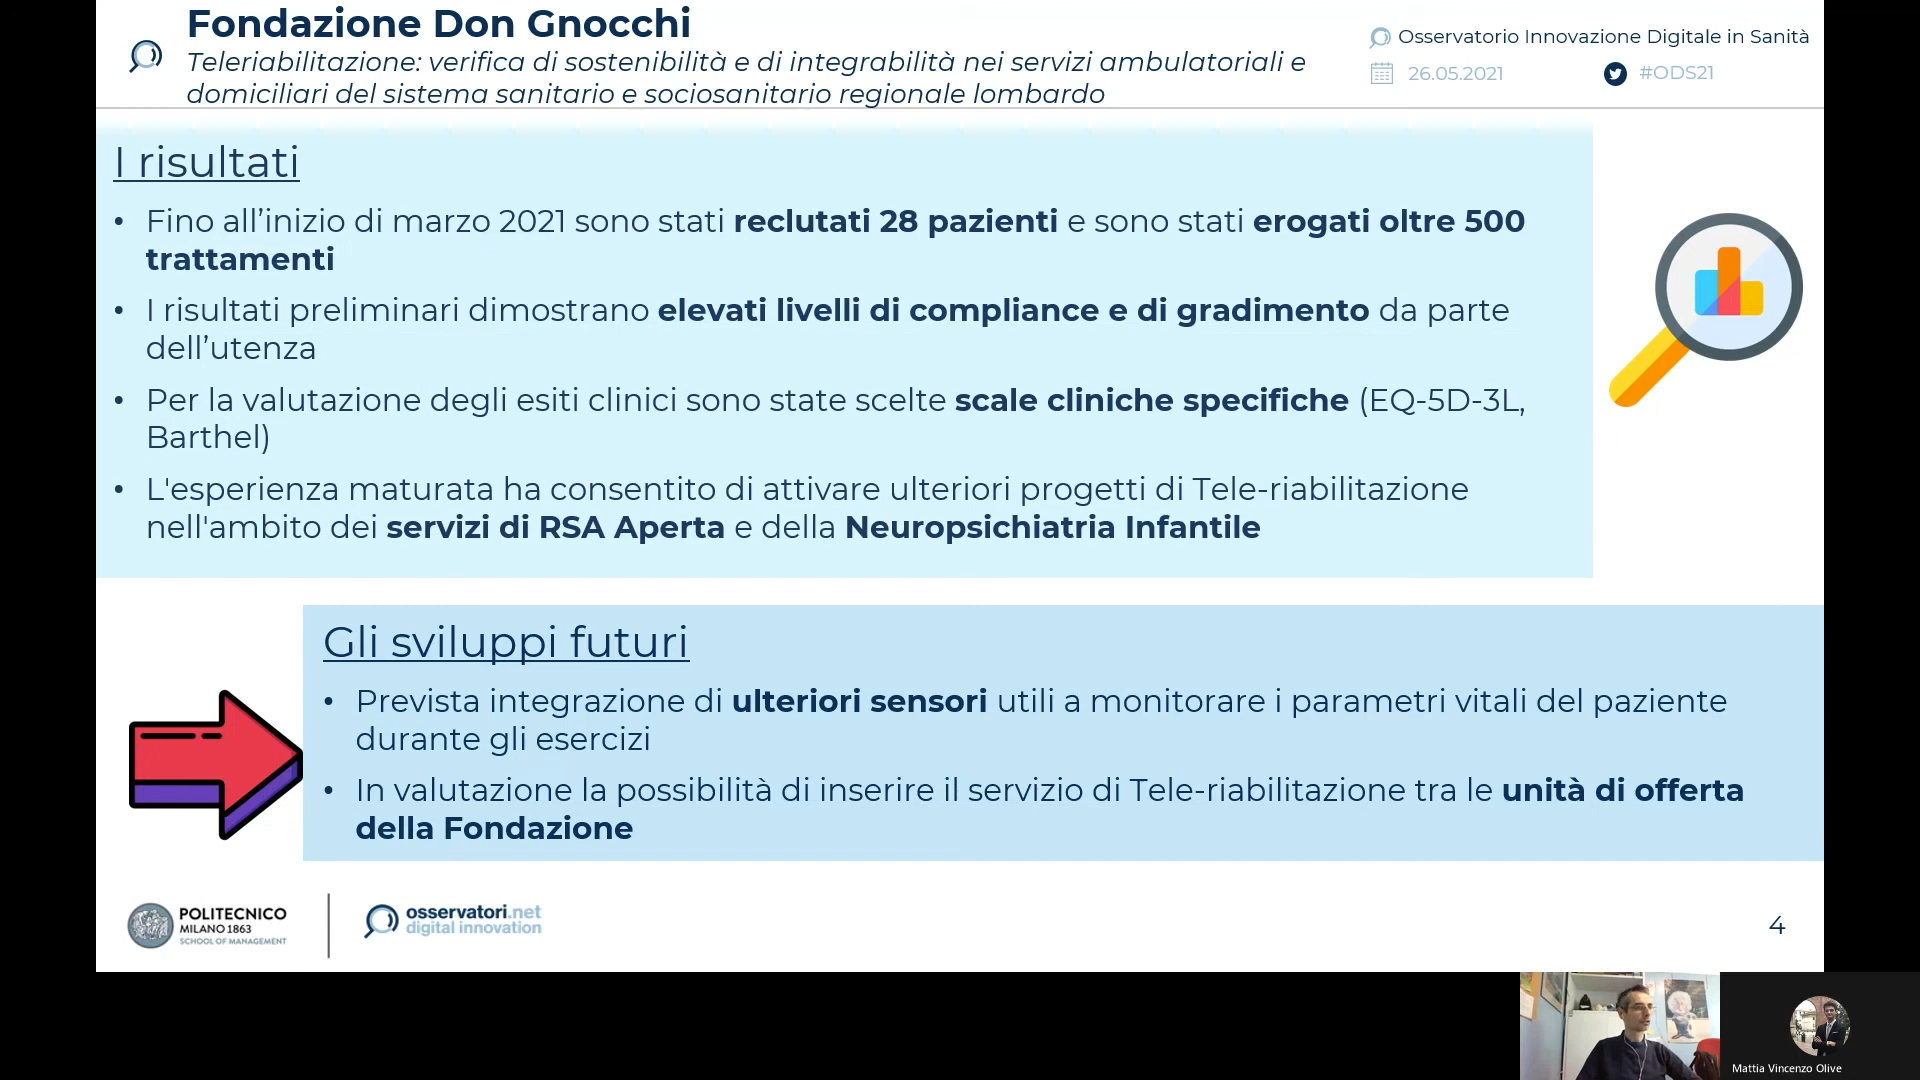 Fondazione Don Gnocchi
Teleriabilitazione: verifica di sostenibilità e di integrabilità nei servizi ambulatoriali e
domiciliari del sistema sanitario e sociosanitario regionale lombardo
Osservatorio Innovazione Digitale in Sanità
26.05.2021
#ODS21
I risultati
• Fino all’inizio di marzo 2021 sono stati reclutati 28 pazienti e sono stati erogati oltre 500
trattamenti
• I risultati preliminari dimostrano elevati livelli di compliance e di gradimento da parte
dell’utenza
• Per la valutazione degli esiti clinici sono state scelte scale cliniche specifiche (EQ-5D-3L,
Barthel)
• L'esperienza maturata ha consentito di attivare ulteriori progetti di Tele-riabilitazione
nell'ambito dei servizi di RSA Aperta e della Neuropsichiatria Infantile
Gli sviluppi futuri
• Prevista integrazione di ulteriori sensori utili a monitorare i parametri vitali del paziente
durante gli esercizi
• In valutazione la possibilità di inserire il servizio di Tele-riabilitazione tra le unità di offerta
della Fondazione
POLITECNICO
MILANO 1863
SCHOOL OF MANAGEMENT
osservatori.net
digital innovation
4
Mattia Vincenzo Olive